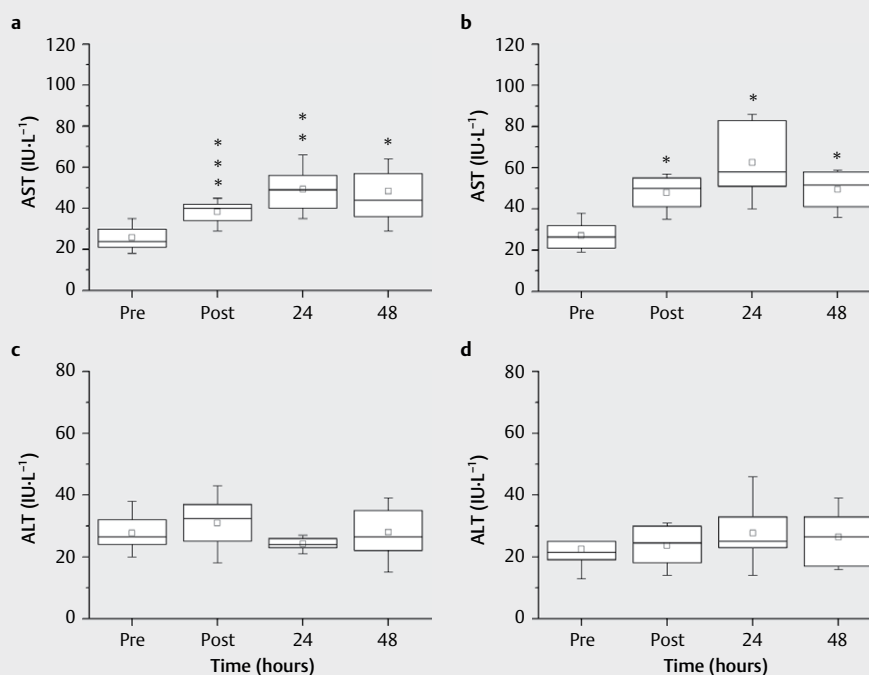 a
120
100
80
60
40
20
0
AST (IU·L⁻¹)
* * *
* *
*
Pre Post 24 48
b
120
100
80
60
40
20
0
AST (IU·L⁻¹)
*
*
*
Pre Post 24 48
c
80
60
40
20
0
ALT (IU·L⁻¹)
Pre Post 24 48
Time (hours)
d
80
60
40
20
0
ALT (IU·L⁻¹)
Pre Post 24 48
Time (hours)